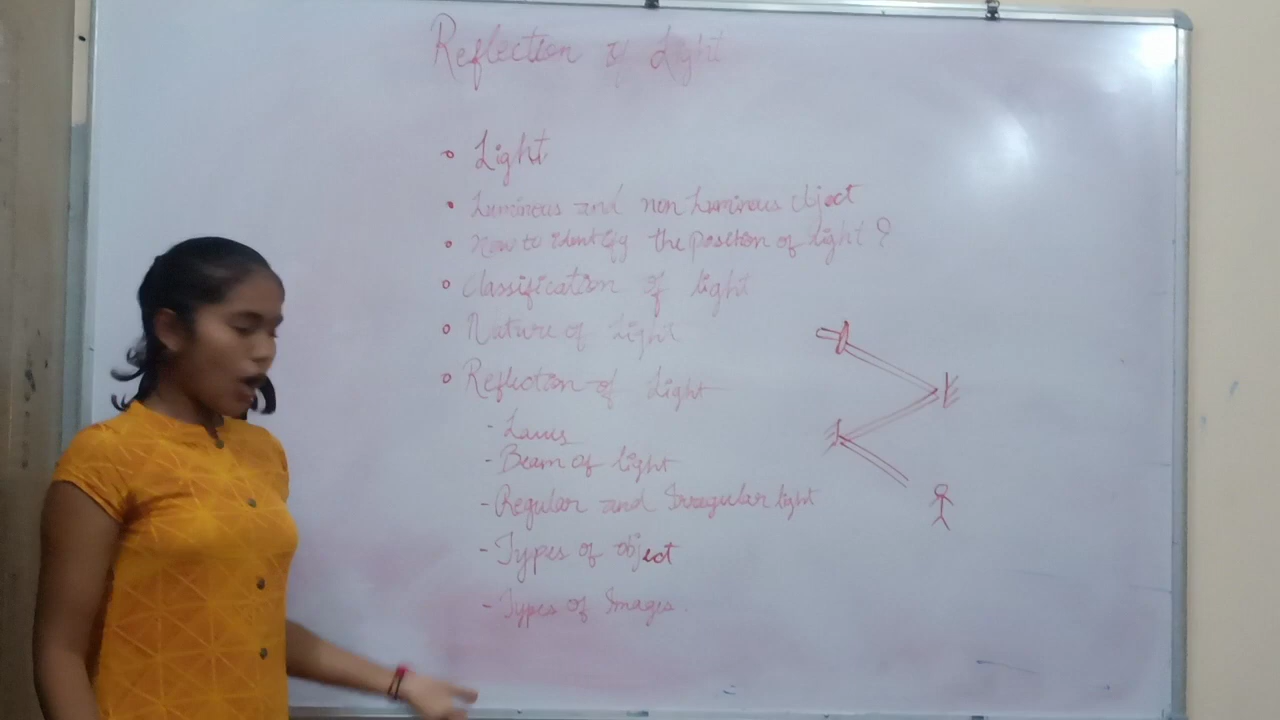 Reflection of Light
Light
Luminous and non Luminous object
How to identify the position of light ?
Classification of light
Nature of Light
Reflection of Light
- Laws
- Beam of light
- Regular and Irregular light
- Types of object
- Types of Images.